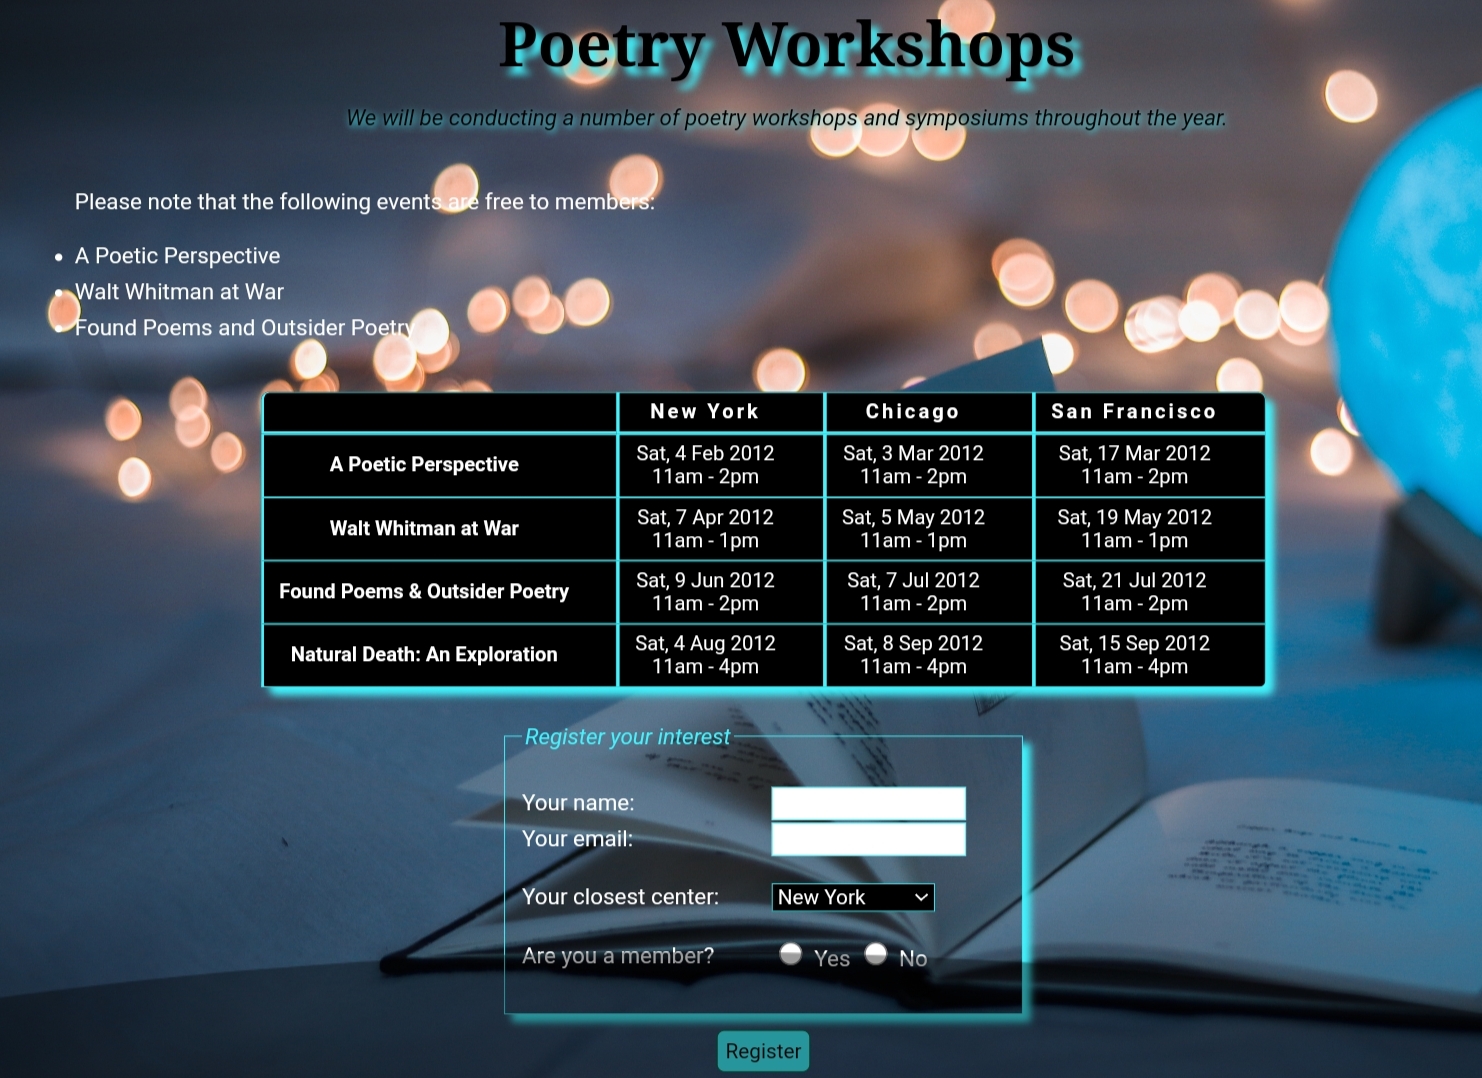 Poetry Workshops
We will be conducting a number of poetry workshops and symposiums throughout the year.
Please note that the following events are free to members:
• A Poetic Perspective
• Walt Whitman at War
• Found Poems and Outsider Poetry
New York Chicago San Francisco
A Poetic Perspective Sat, 4 Feb 2012 11am - 2pm Sat, 3 Mar 2012 11am - 2pm Sat, 17 Mar 2012 11am - 2pm
Walt Whitman at War Sat, 7 Apr 2012 11am - 1pm Sat, 5 May 2012 11am - 1pm Sat, 19 May 2012 11am - 1pm
Found Poems & Outsider Poetry Sat, 9 Jun 2012 11am - 2pm Sat, 7 Jul 2012 11am - 2pm Sat, 21 Jul 2012 11am - 2pm
Natural Death: An Exploration Sat, 4 Aug 2012 11am - 4pm Sat, 8 Sep 2012 11am - 4pm Sat, 15 Sep 2012 11am - 4pm
Register your interest
Your name:
Your email:
Your closest center: New York
Are you a member? Yes No
Register